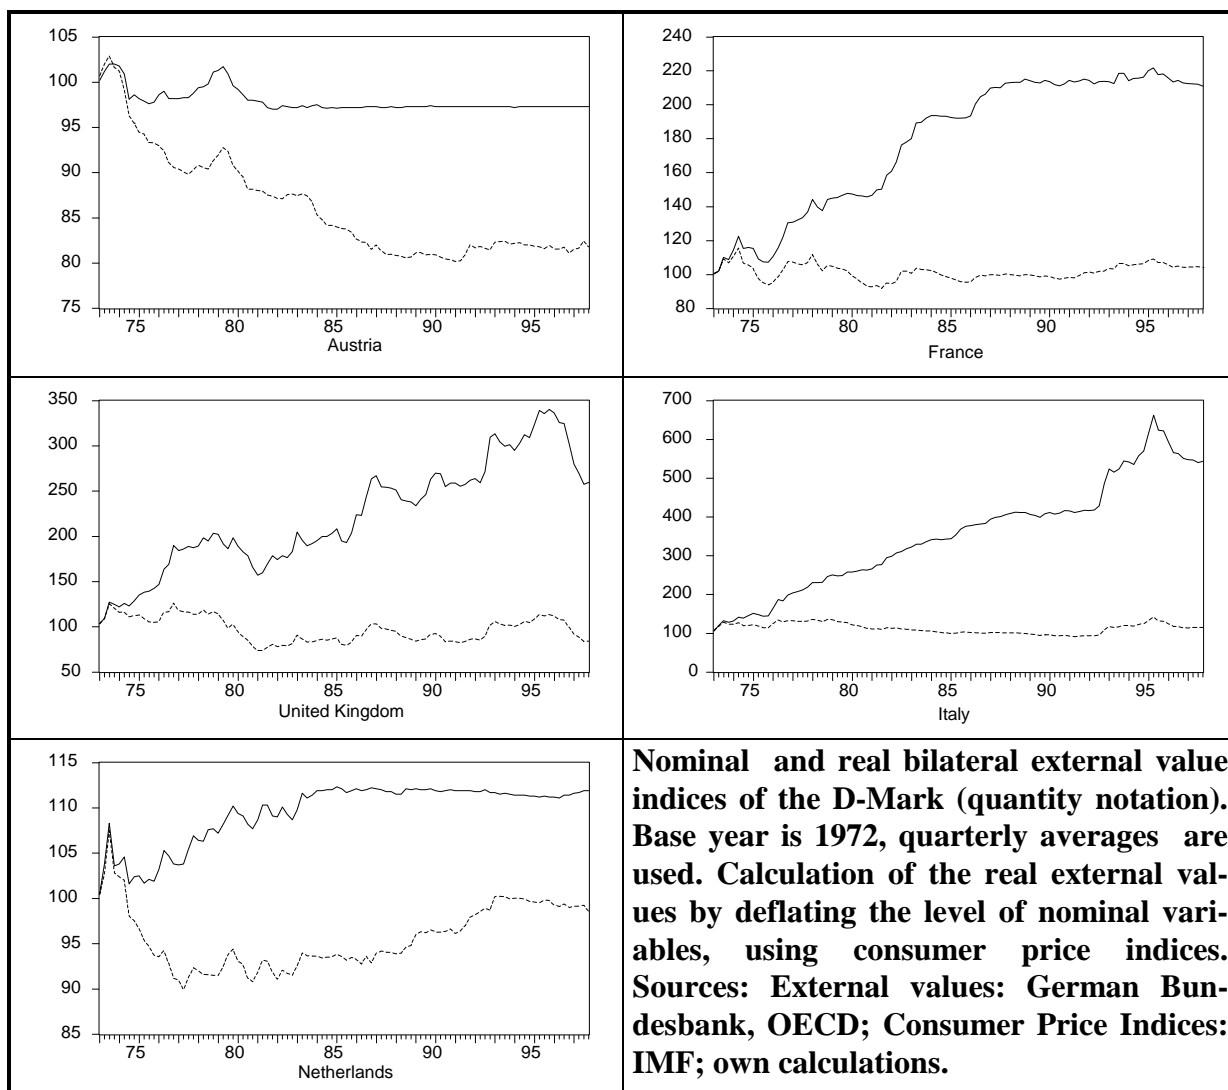 105
100
95
90
85
80
75
75 80 85 90 95
Austria
240
220
200
180
160
140
120
100
80
75 80 85 90 95
France
350
300
250
200
150
100
50
75 80 85 90 95
United Kingdom
700
600
500
400
300
200
100
0
75 80 85 90 95
Italy
115
110
105
100
95
90
85
75 80 85 90 95
Netherlands
Nominal and real bilateral external value
indices of the D-Mark (quantity notation).
Base year is 1972, quarterly averages are
used. Calculation of the real external val-
ues by deflating the level of nominal vari-
ables, using consumer price indices.
Sources: External values: German Bun-
desbank, OECD; Consumer Price Indices:
IMF; own calculations.